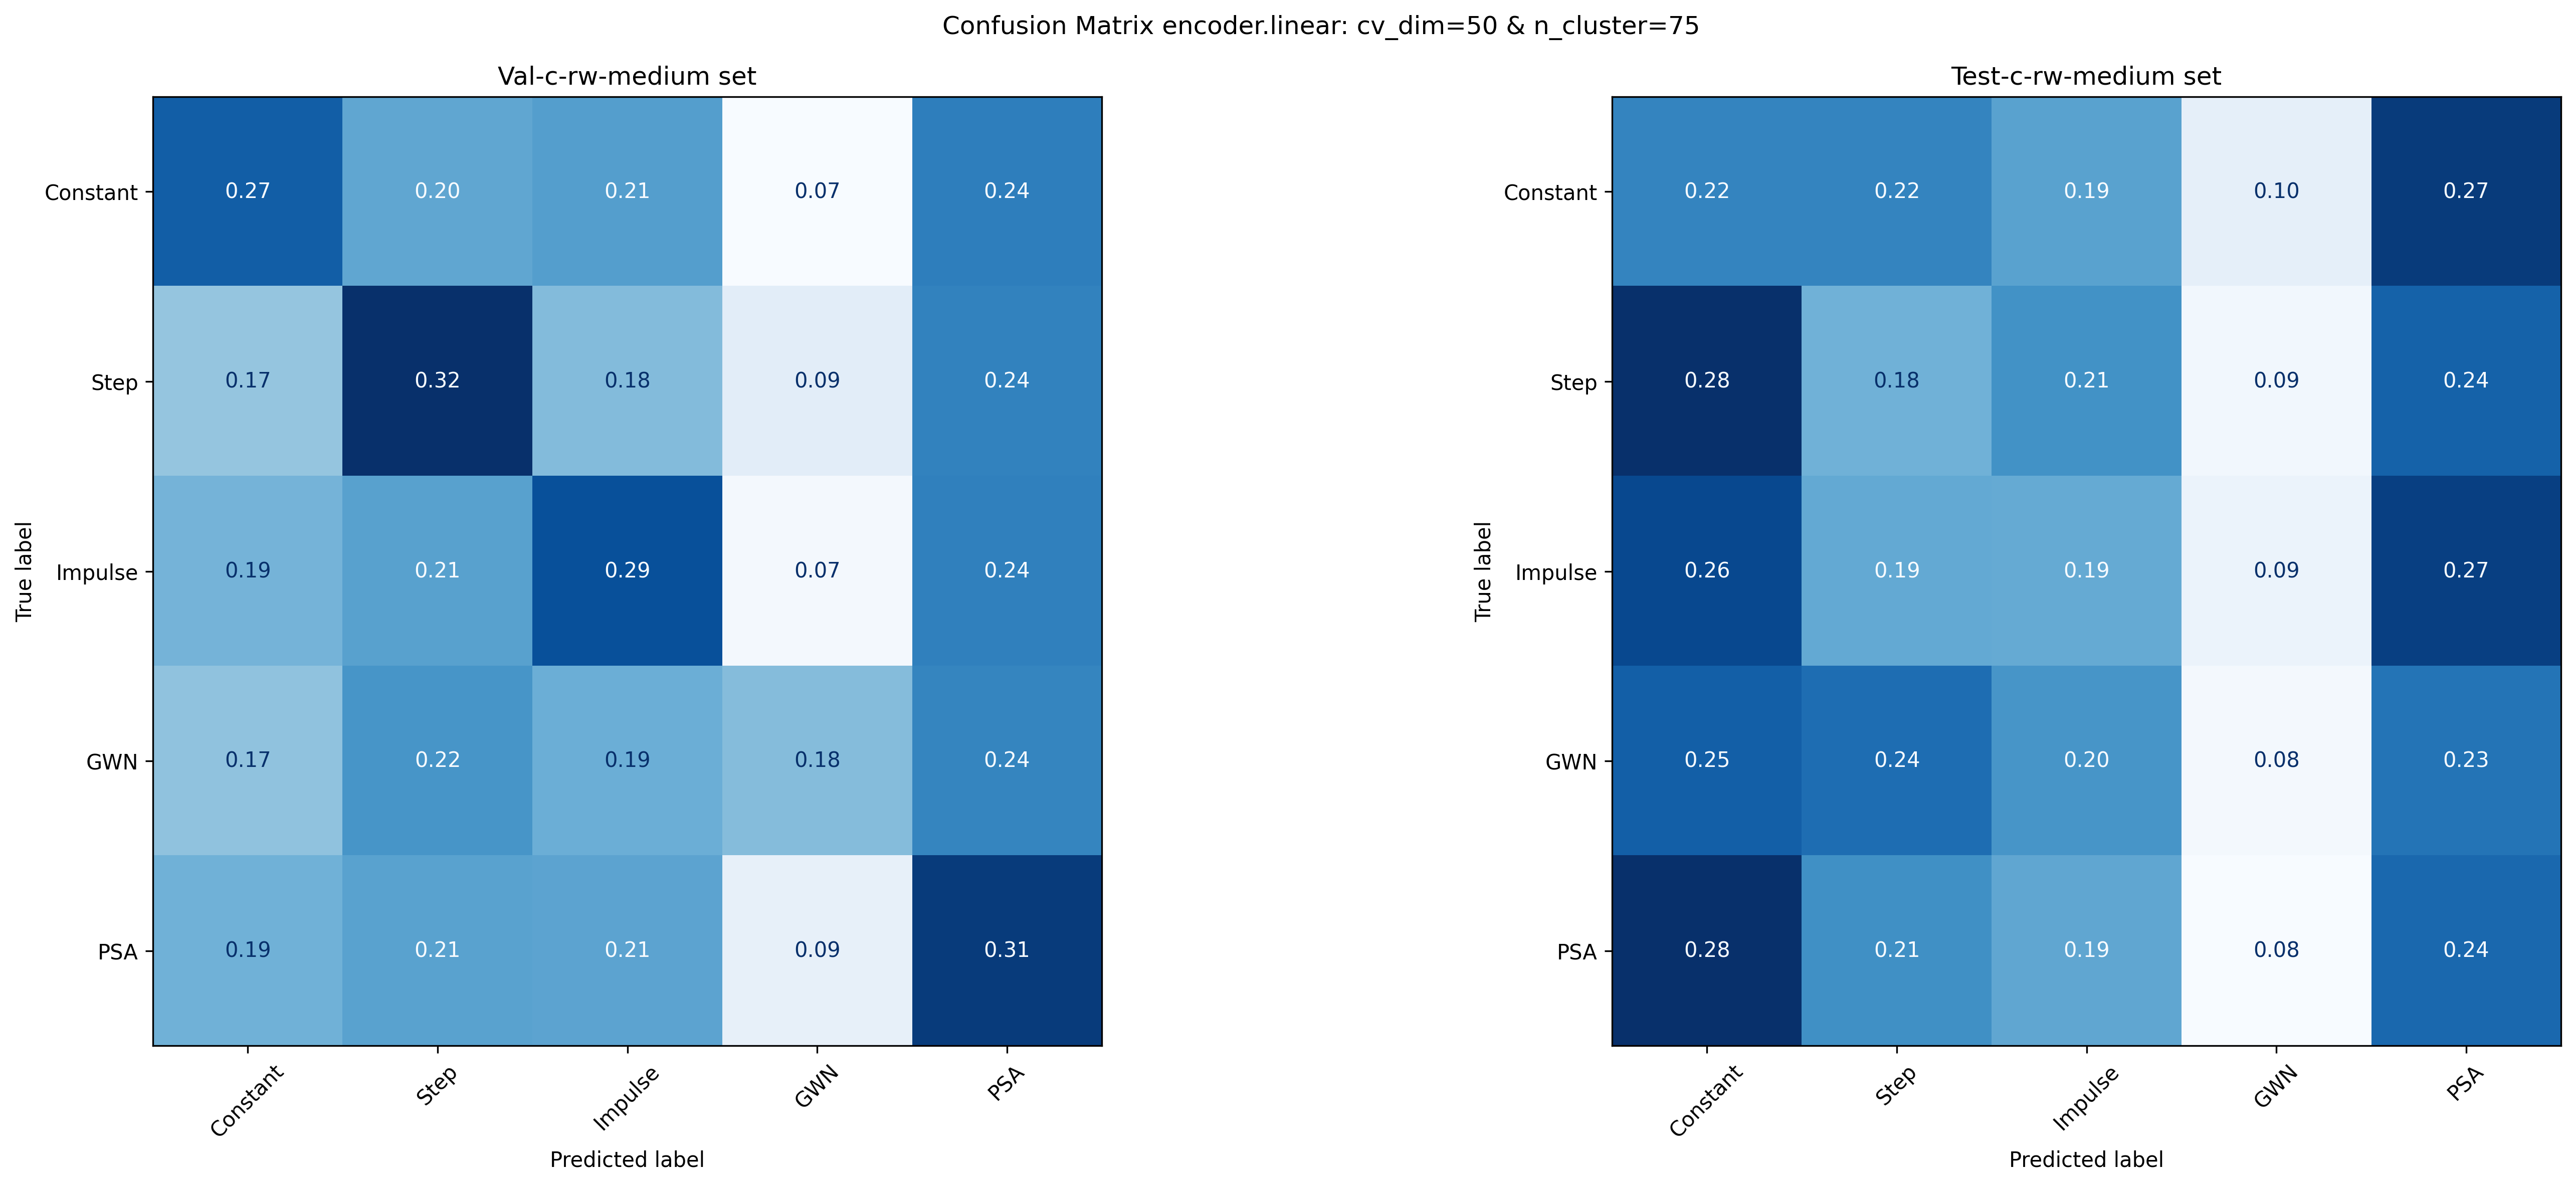 Confusion Matrix encoder.linear: cv_dim=50 & n_cluster=75
Val-c-rw-medium set
True label
Constant 0.27 0.20 0.21 0.07 0.24
Step 0.17 0.32 0.18 0.09 0.24
Impulse 0.19 0.21 0.29 0.07 0.24
GWN 0.17 0.22 0.19 0.18 0.24
PSA 0.19 0.21 0.21 0.09 0.31
Constant Step Impulse GWN PSA
Predicted label
Test-c-rw-medium set
True label
Constant 0.22 0.22 0.19 0.10 0.27
Step 0.28 0.18 0.21 0.09 0.24
Impulse 0.26 0.19 0.19 0.09 0.27
GWN 0.25 0.24 0.20 0.08 0.23
PSA 0.28 0.21 0.19 0.08 0.24
Constant Step Impulse GWN PSA
Predicted label